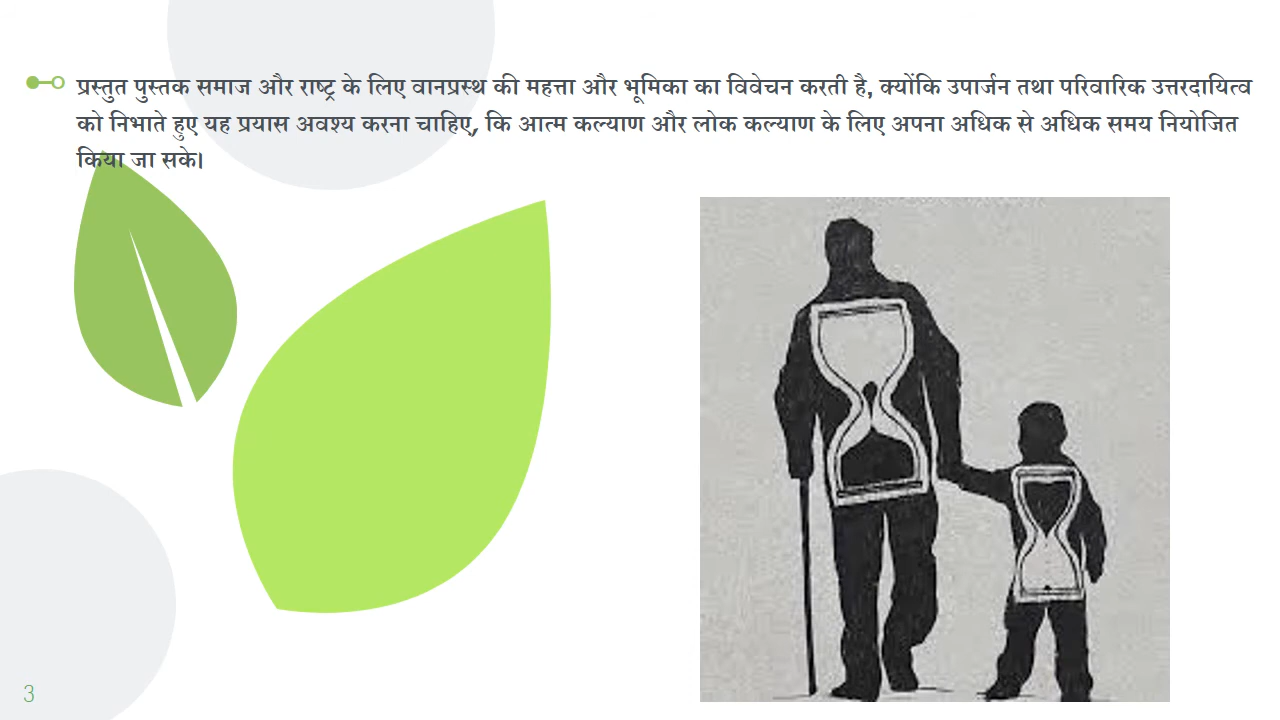 प्रस्तुत पुस्तक समाज और राष्ट्र के लिए वानप्रस्थ की महत्ता और भूमिका का विवेचन करती है, क्योंकि उपार्जन तथा परिवारिक उत्तरदायित्व
को निभाते हुए यह प्रयास अवश्य करना चाहिए, कि आत्म कल्याण और लोक कल्याण के लिए अपना अधिक से अधिक समय नियोजित
किया जा सके।
3